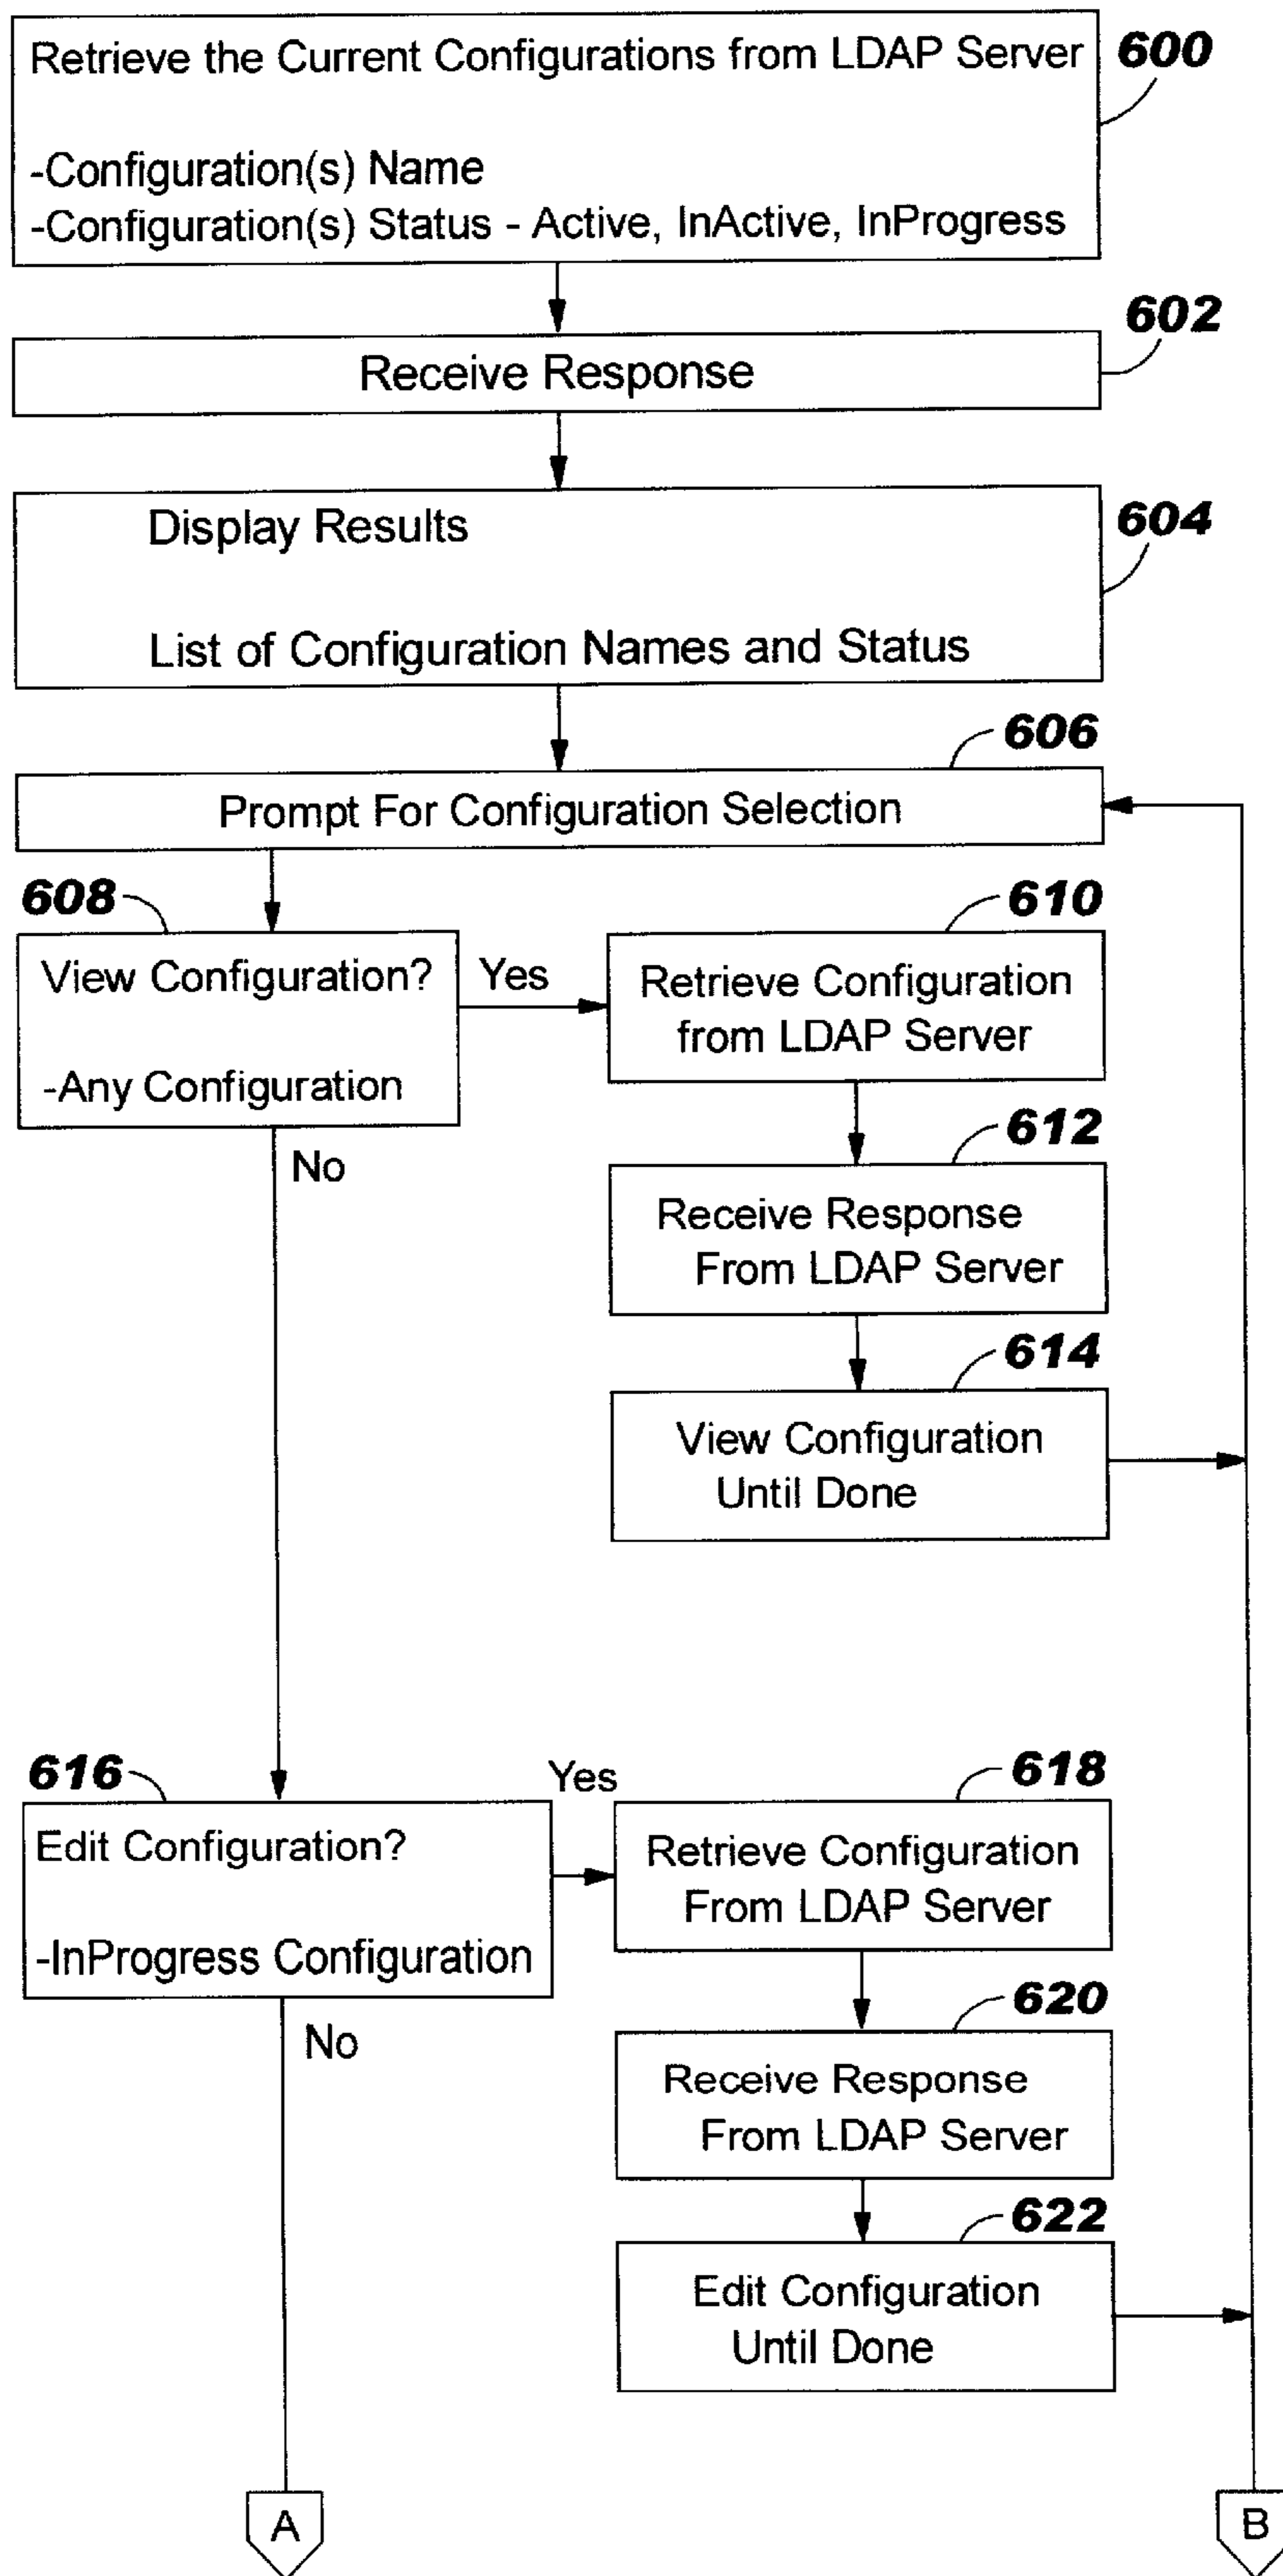 Retrieve the Current Configurations from LDAP Server
600
-Configuration(s) Name
-Configuration(s) Status - Active, InActive, InProgress
602
Receive Response
Display Results
604
List of Configuration Names and Status
606
Prompt For Configuration Selection
608
View Configuration?
-Any Configuration
Yes
610
Retrieve Configuration
from LDAP Server
No
612
Receive Response
From LDAP Server
614
View Configuration
Until Done
616
Edit Configuration?
-InProgress Configuration
Yes
618
Retrieve Configuration
From LDAP Server
No
620
Receive Response
From LDAP Server
622
Edit Configuration
Until Done
A
B